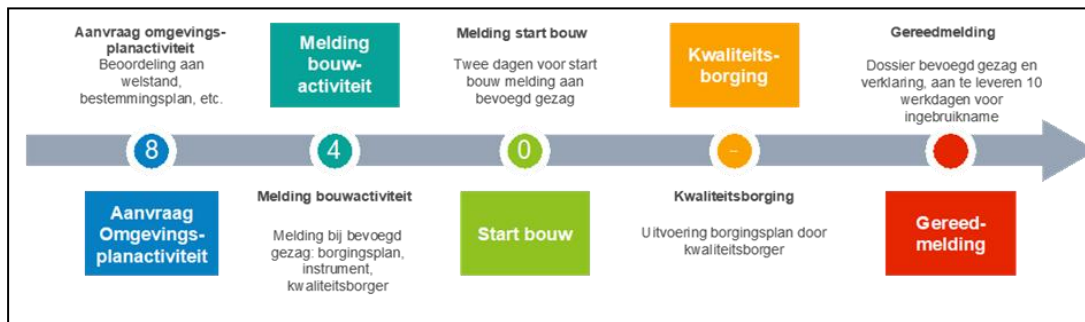 Aanvraag omgevings-
planactiviteit
Beoordeling aan
welstand,
bestemmingsplan, etc.
Melding
bouw-
activiteit
Melding start bouw
Twee dagen voor start
bouw melding aan
bevoegd gezag
Kwaliteits-
borging
Gereedmelding
Dossier bevoegd gezag en
verklaring, aan te leveren 10
werkdagen voor
ingebruikname
8
4
0
–
Aanvraag
Omgevings-
planactiviteit
Melding bouwactiviteit
Melding bij bevoegd
gezag: borgingsplan,
instrument,
kwaliteitsborger
Start bouw
Kwaliteitsborging
Uitvoering borgingsplan door
kwaliteitsborger
Gereed-
melding